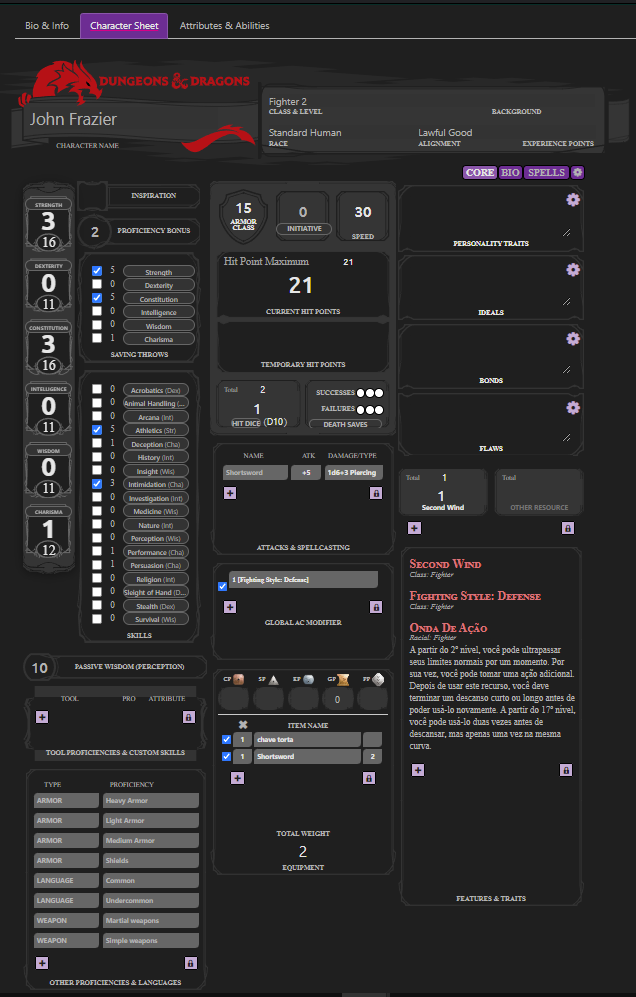 Bio & Info
Character Sheet
Attributes & Abilities
DUNGEONS & DRAGONS
John Frazier
CHARACTER NAME
Fighter 2
CLASS & LEVEL
BACKGROUND
Standard Human
Lawful Good
RACE
ALIGNMENT
EXPERIENCE POINTS
CORE
BIO
SPELLS
STRENGTH
3
16
DEXTERITY
0
11
CONSTITUTION
3
16
INTELLIGENCE
0
11
WISDOM
0
11
CHARISMA
1
12
INSPIRATION
2
PROFICIENCY BONUS
5 Strength
0 Dexterity
5 Constitution
0 Intelligence
0 Wisdom
1 Charisma
SAVING THROWS
0 Acrobatics (Dex)
0 Animal Handling (...
0 Arcana (Int)
5 Athletics (Str)
1 Deception (Cha)
0 History (Int)
0 Insight (Wis)
3 Intimidation (Cha)
0 Investigation (Int)
0 Medicine (Wis)
0 Nature (Int)
0 Perception (Wis)
1 Performance (Cha)
1 Persuasion (Cha)
0 Religion (Int)
0 Sleight of Hand (D...
0 Stealth (Dex)
0 Survival (Wis)
SKILLS
10
PASSIVE WISDOM (PERCEPTION)
TOOL
PRO
ATTRIBUTE
TOOL PROFICIENCIES & CUSTOM SKILLS
TYPE
PROFICIENCY
ARMOR
Heavy Armor
ARMOR
Light Armor
ARMOR
Medium Armor
ARMOR
Shields
LANGUAGE
Common
LANGUAGE
Undercommon
WEAPON
Martial weapons
WEAPON
Simple weapons
OTHER PROFICIENCIES & LANGUAGES
15
ARMOR
CLASS
0
INITIATIVE
30
SPEED
Hit Point Maximum
21
21
CURRENT HIT POINTS
TEMPORARY HIT POINTS
Total
2
1
HIT DICE (D10)
SUCCESSES
FAILURES
DEATH SAVES
NAME
ATK
DAMAGE/TYPE
Shortsword
+5
1d6+3 Piercing
ATTACKS & SPELLCASTING
1 [Fighting Style: Defense]
GLOBAL AC MODIFIER
CP
SP
EP
GP
PP
0
ITEM NAME
1
chave torta
1
Shortsword
2
TOTAL WEIGHT
2
EQUIPMENT
PERSONALITY TRAITS
IDEALS
BONDS
FLAWS
Total
1
1
Second Wind
Total
OTHER RESOURCE
SECOND WIND
Class: Fighter
FIGHTING STYLE: DEFENSE
Class: Fighter
ONDA DE AÇÃO
Racial: Fighter
A partir do 2º nível, você pode ultrapassar
seus limites normais por um momento. Por
sua vez, você pode tomar uma ação adicional.
Depois de usar este recurso, você deve
terminar um descanso curto ou longo antes de
poder usá-lo novamente. A partir do 17º nível,
você pode usá-lo duas vezes antes de
descansar, mas apenas uma vez na mesma
curva.
FEATURES & TRAITS